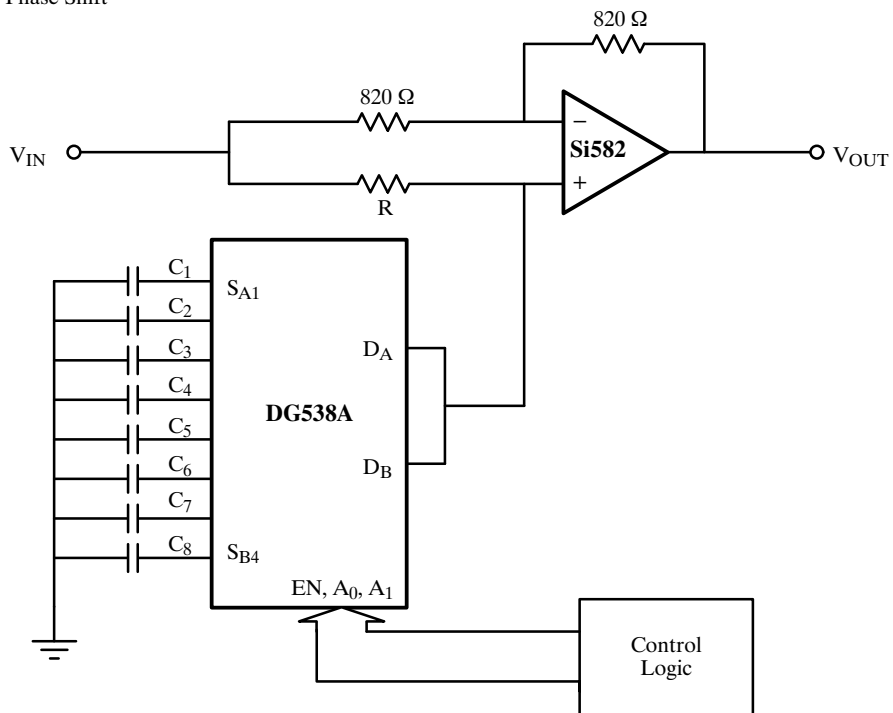 Phase Shift
820 Ω
820 Ω
−
Si582
VIN
VOUT
+
R
C1
SA1
C2
C3
DA
C4
DG538A
C5
DB
C6
C7
C8
SB4
EN, A0, A1
Control
Logic